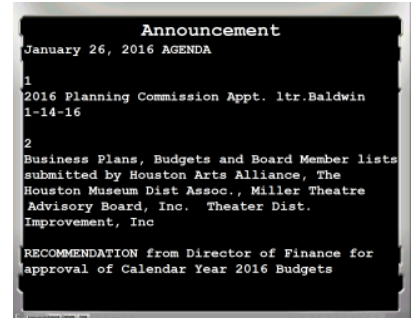 Announcement
January 26, 2016 AGENDA
1
2016 Planning Commission Appt. ltr.Baldwin
1-14-16
2
Business Plans, Budgets and Board Member lists
submitted by Houston Arts Alliance, The
Houston Museum Dist Assoc., Miller Theatre
Advisory Board, Inc. Theater Dist.
Improvement, Inc
RECOMMENDATION from Director of Finance for
approval of Calendar Year 2016 Budgets